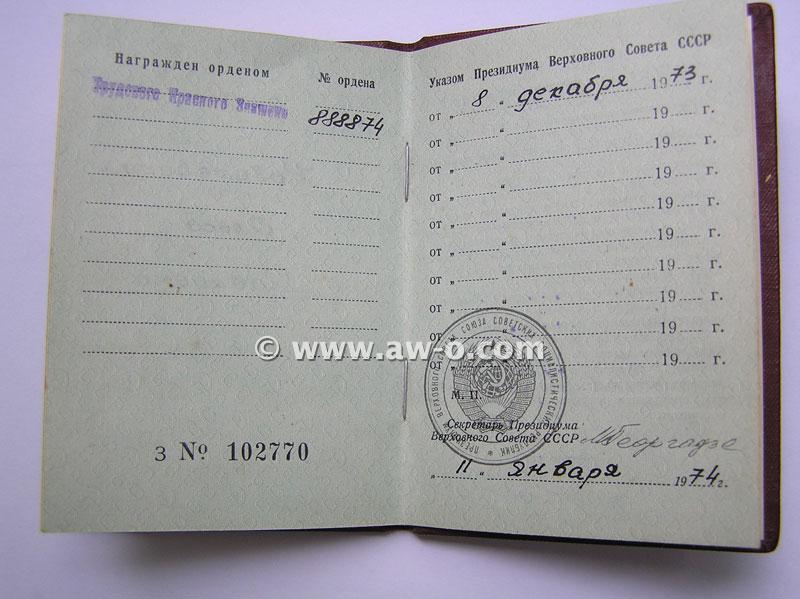 Награжден орденом
№ ордена
Трудового Красного Знамени
888874
З № 102770
Указом Президиума Верховного Совета СССР
от „ 8 “ декабря 1973 г.
от „ “ 19 г.
от „ “ 19 г.
от „ “ 19 г.
от „ “ 19 г.
от „ “ 19 г.
от „ “ 19 г.
от „ “ 19 г.
от „ “ 19 г.
от „ “ 19 г.
© www.aw-o.com
М. П.
Секретарь Президиума
Верховного Совета СССР
МГеоргадзе
„ 11 “ января 1974 г.